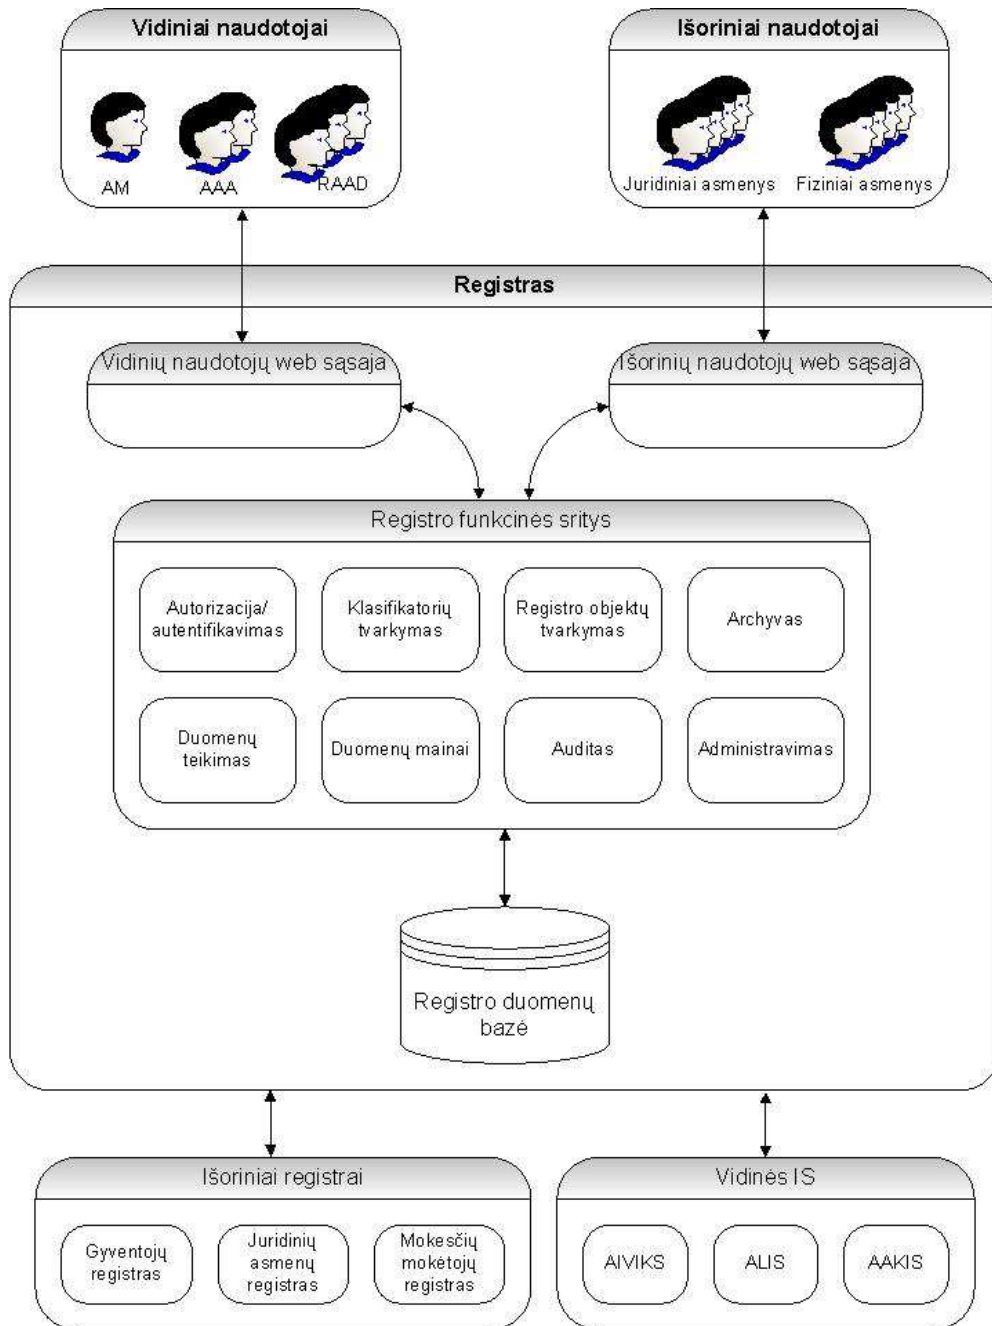 Vidiniai naudotojai
Išoriniai naudotojai
AM
AAA
RAAD
Juridiniai asmenys
Fiziniai asmenys
Registras
Vidinių naudotojų web sąsaja
Išorinių naudotojų web sąsaja
Registro funkcinės sritys
Autorizacija/
autentifikavimas
Klasifikatorių
tvarkymas
Registro objektų
tvarkymas
Archyvas
Duomenų
teikimas
Duomenų mainai
Auditas
Administravimas
Registro duomenų
bazė
Išoriniai registrai
Vidinės IS
Gyventojų
registras
Juridinių
asmenų
registras
Mokesčių
mokėtojų
registras
AIVIKS
ALIS
AAKIS